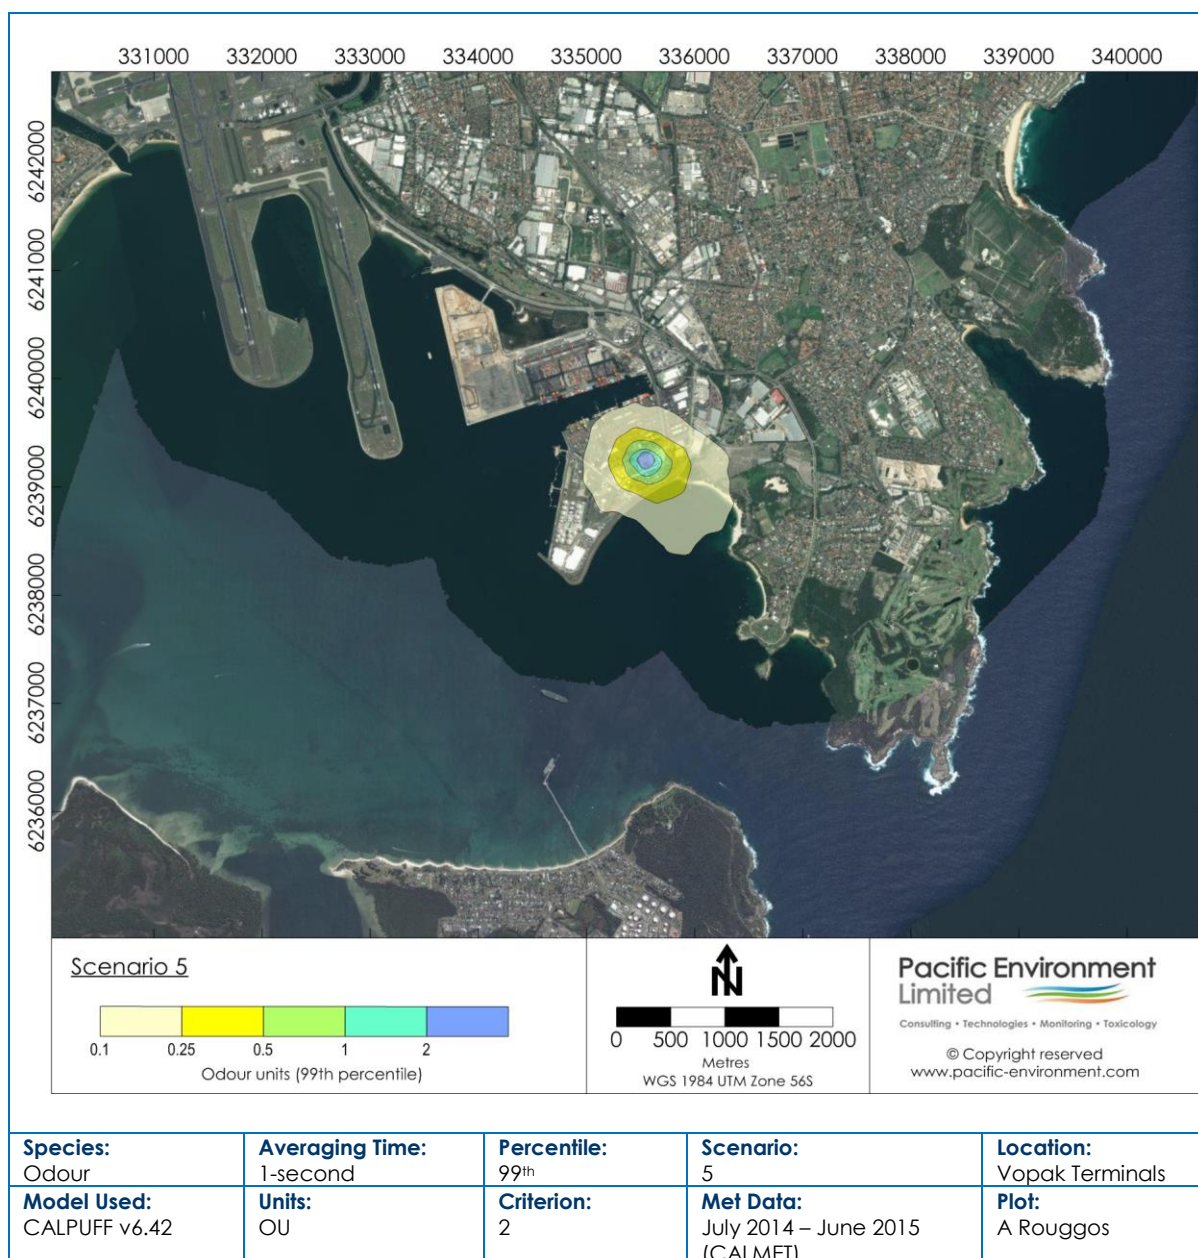 331000 332000 333000 334000 335000 336000 337000 338000 339000 340000
6242000
6241000
6240000
6239000
6238000
6237000
6236000
Scenario 5
0.1 0.25 0.5 1 2
Odour units (99th percentile)
N
0 500 1000 1500 2000
Metres
WGS 1984 UTM Zone 56S
Pacific Environment
Limited
Consulting • Technologies • Monitoring • Toxicology
© Copyright reserved
www.pacific-environment.com
Species: Averaging Time: Percentile: Scenario: Location:
Odour 1-second 99th 5 Vopak Terminals
Model Used: Units: Criterion: Met Data: Plot:
CALPUFF v6.42 OU 2 July 2014 – June 2015 A Rouggos
(CALMET)